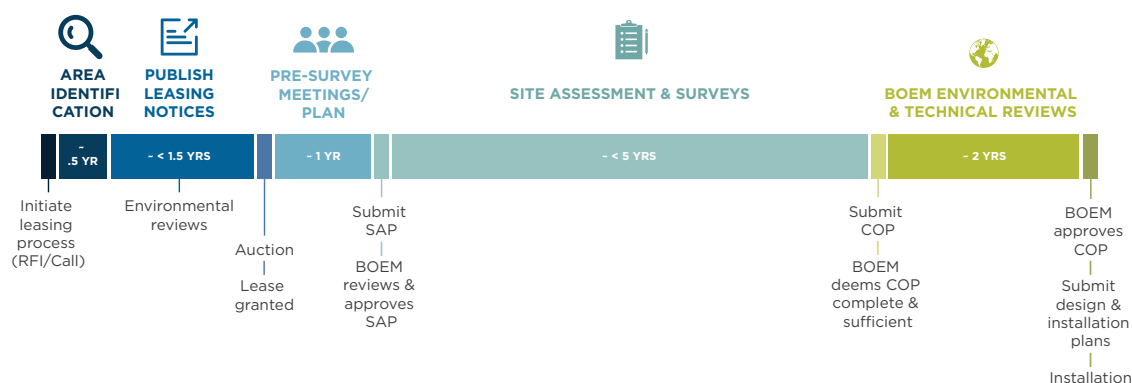 AREA
IDENTIFI
CATION
PUBLISH
LEASING
NOTICES
PRE-SURVEY
MEETINGS/
PLAN
SITE ASSESSMENT & SURVEYS
BOEM ENVIRONMENTAL
& TECHNICAL REVIEWS
~
.5 YR
~ < 1.5 YRS
~ 1 YR
~ < 5 YRS
~ 2 YRS
Initiate
leasing
process
(RFI/Call)
Environmental
reviews
Auction
Lease
granted
Submit
SAP
BOEM
reviews &
approves
SAP
Submit
COP
BOEM
deems COP
complete &
sufficient
BOEM
approves
COP
Submit
design &
installation
plans
Installation